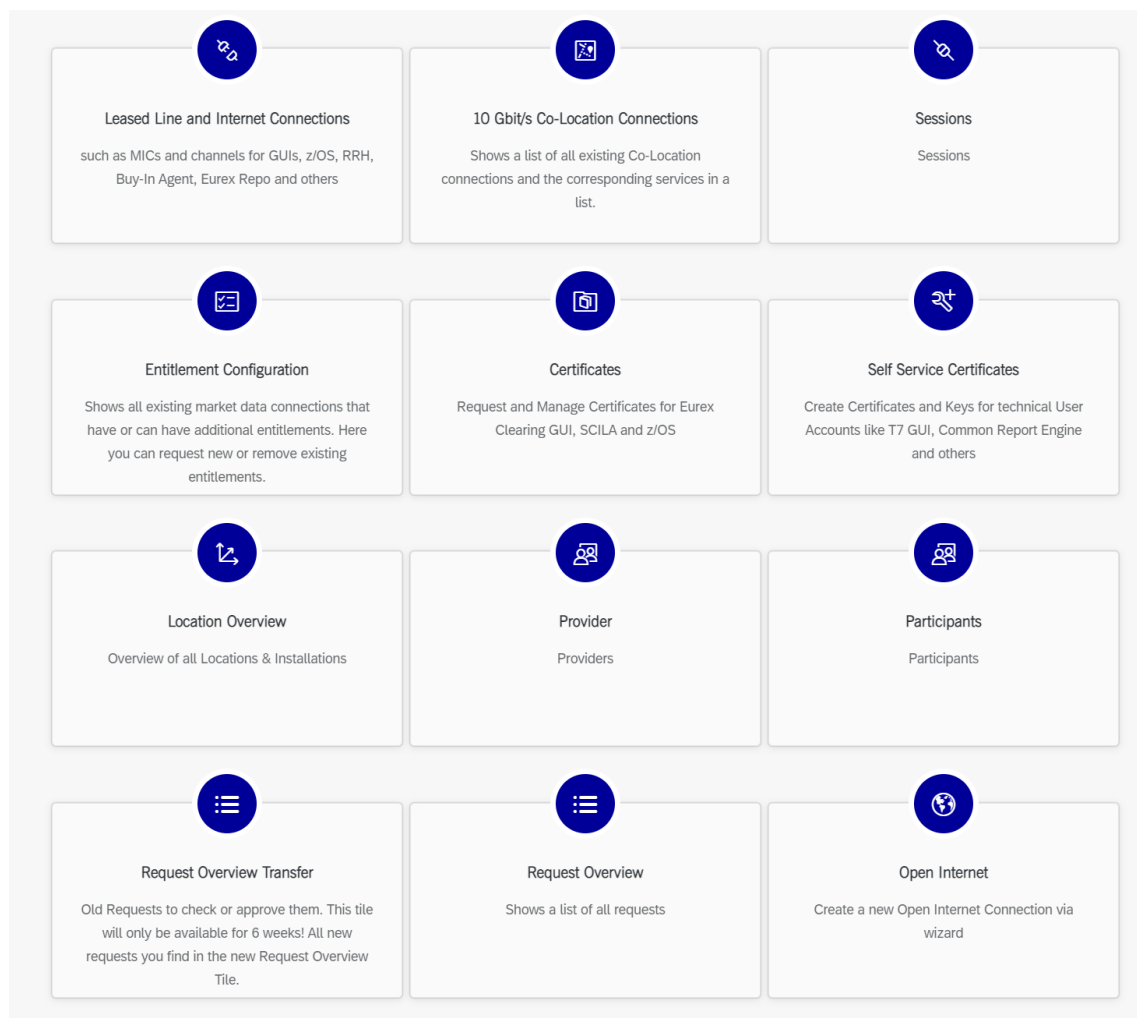 Leased Line and Internet Connections
such as MICs and channels for GUIs, z/OS, RRH,
Buy-In Agent, Eurex Repo and others
10 Gbit/s Co-Location Connections
Shows a list of all existing Co-Location
connections and the corresponding services in a
list.
Sessions
Sessions
Entitlement Configuration
Shows all existing market data connections that
have or can have additional entitlements. Here
you can request new or remove existing
entitlements.
Certificates
Request and Manage Certificates for Eurex
Clearing GUI, SCILA and z/OS
Self Service Certificates
Create Certificates and Keys for technical User
Accounts like T7 GUI, Common Report Engine
and others
Location Overview
Overview of all Locations & Installations
Provider
Providers
Participants
Participants
Request Overview Transfer
Old Requests to check or approve them. This tile
will only be available for 6 weeks! All new
requests you find in the new Request Overview
Tile.
Request Overview
Shows a list of all requests
Open Internet
Create a new Open Internet Connection via
wizard